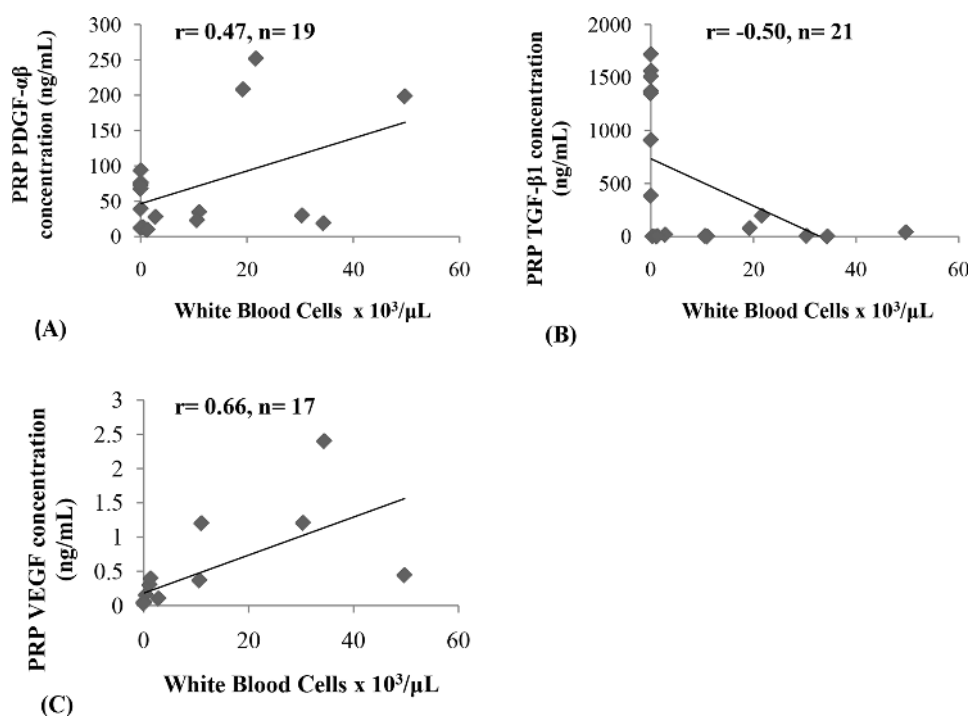 r= 0.47, n= 19
PRP PDGF-αβ
concentration (ng/mL)
300
250
200
150
100
50
0
0 20 40 60
White Blood Cells x 10³/µL
(A)
r= -0.50, n= 21
PRP TGF-β1 concentration
(ng/mL)
2000
1500
1000
500
0
0 20 40 60
White Blood Cells x 10³/µL
(B)
r= 0.66, n= 17
PRP VEGF concentration
(ng/mL)
3
2.5
2
1.5
1
0.5
0
0 20 40 60
White Blood Cells x 10³/µL
(C)